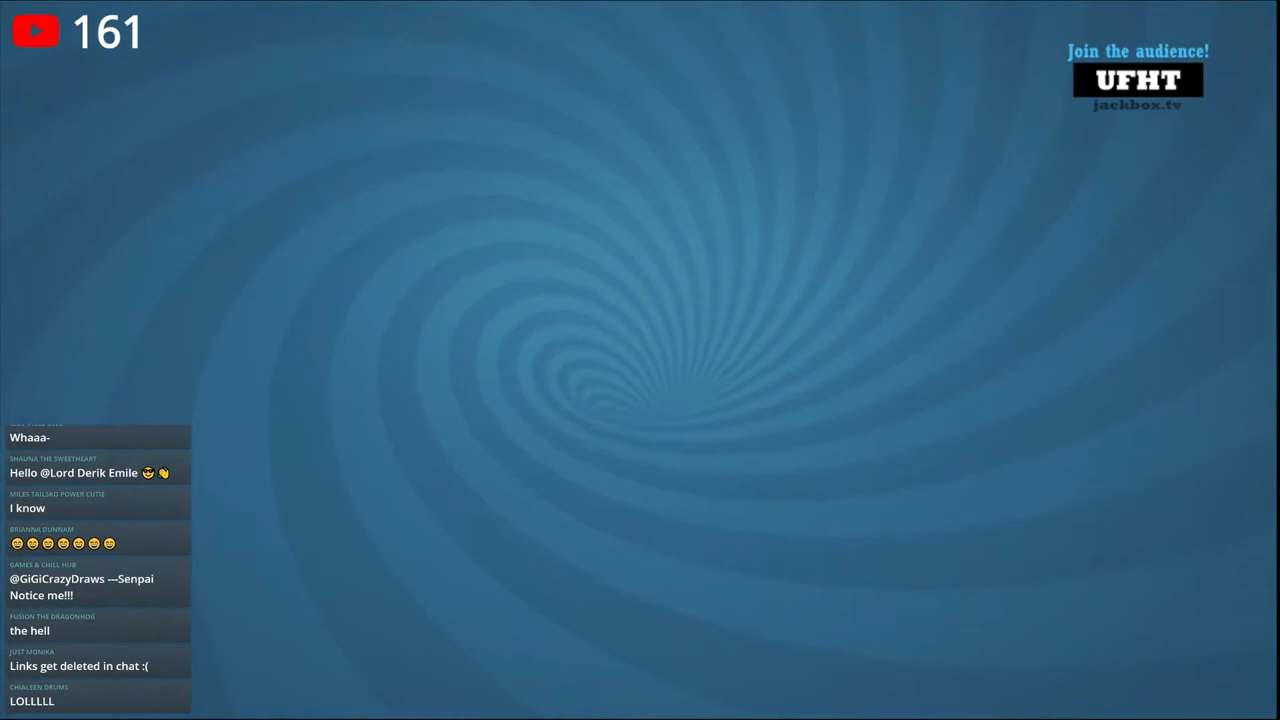 161
Join the audience!
UFHT
jackbox.tv
Whaaa-
SHAUNA THE SWEETHEART
Hello @Lord Derik Emile 😎👏
MILES TAILSKO POWER CUTIE
I know
BRIANNA DUNNAM
😄😄😄😄😄😄😄
GAMES & CHILL HUB
@GiGiCrazyDraws ---Senpai
Notice me!!!
FUSION THE DRAGONHOG
the hell
JUST MONIKA
Links get deleted in chat :(
CHIALEEN DRUMS
LOLLLLL